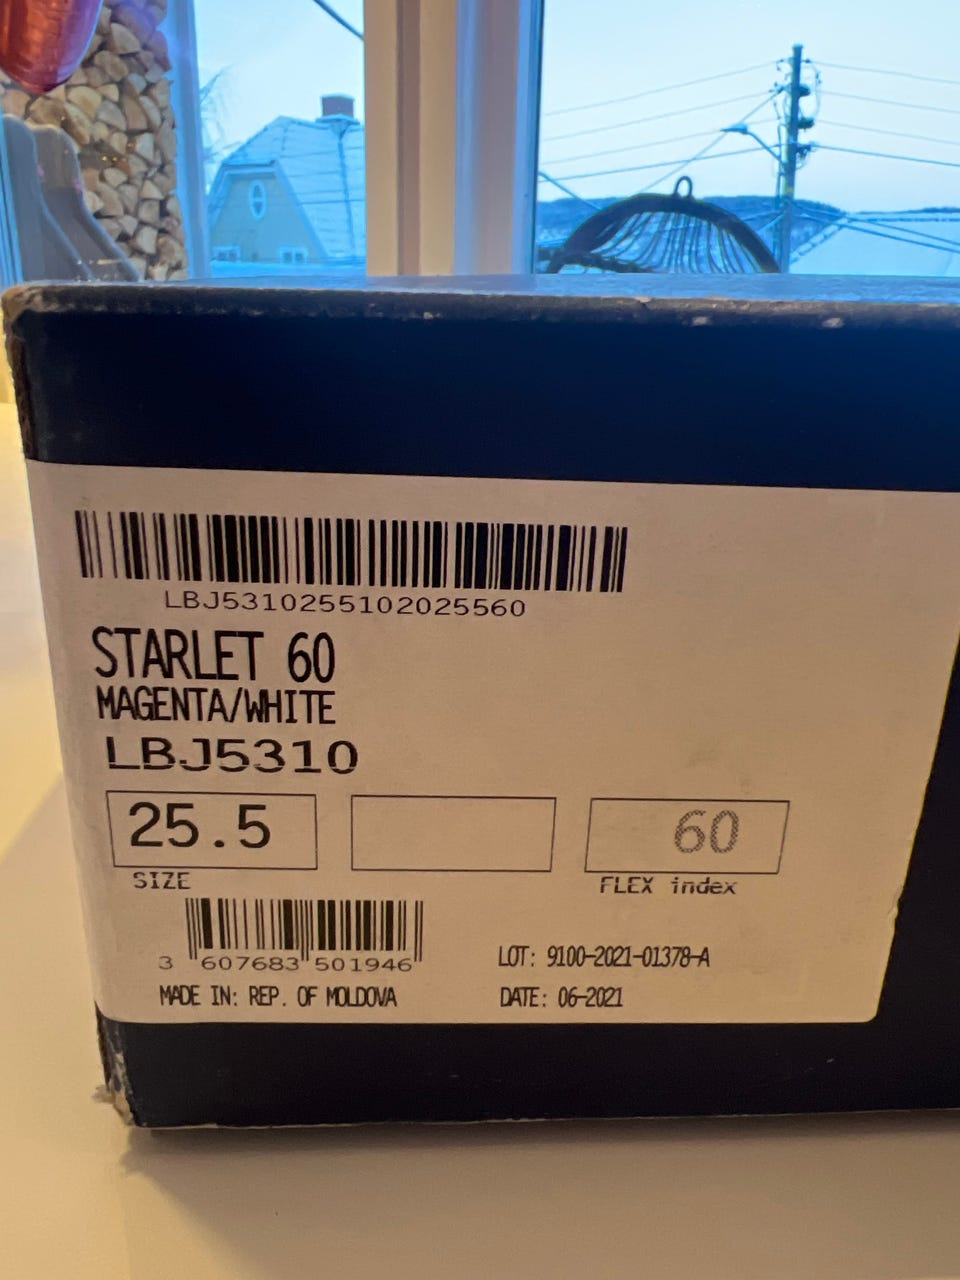 LBJ5310255102025560
STARLET 60
MAGENTA/WHITE
LBJ5310
25.5
60
SIZE
FLEX index
3 607683 501946
LOT: 9100-2021-01378-A
MADE IN: REP. OF MOLDOVA
DATE: 06-2021